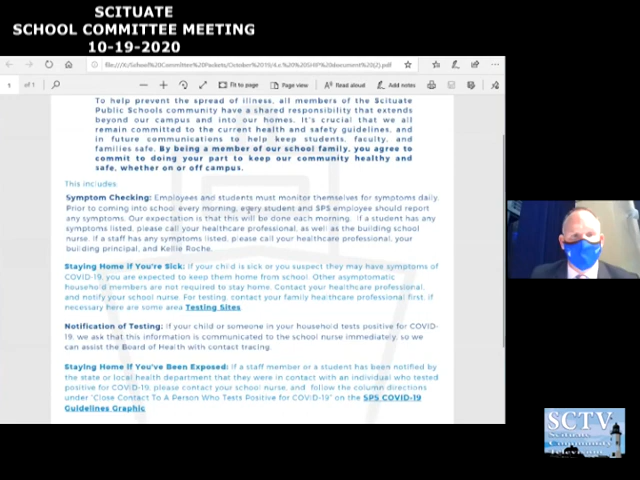 SCITUATE
SCHOOL COMMITTEE MEETING
10-19-2020
1 of 1
Fit to page
Page view
Read aloud
Add notes
To help prevent the spread of illness, all members of the Scituate
Public Schools community have a shared responsibility that extends
beyond our campus and into our homes. It's crucial that we all
remain committed to the current health and safety guidelines, and
in future communications to help keep students, faculty, and
families safe. By being a member of our school family, you agree to
commit to doing your part to keep our community healthy and
safe, whether on or off campus.
This includes:
Symptom Checking: Employees and students must monitor themselves for symptoms daily.
Prior to coming into school every morning, every student and SPS employee should report
any symptoms. Our expectation is that this will be done each morning. If a student has any
symptoms listed, please call your healthcare professional, as well as the building school
nurse. If a staff has any symptoms listed, please call your healthcare professional, your
building principal, and Kellie Roche.
Staying Home if You're Sick: If your child is sick or you suspect they may have symptoms of
COVID-19, you are expected to keep them home from school. Other asymptomatic
household members are not required to stay home. Contact your healthcare professional,
and notify your school nurse. For testing, contact your family healthcare professional first, if
necessary here are some area Testing Sites.
Notification of Testing: If your child or someone in your household tests positive for COVID-
19, we ask that this information is communicated to the school nurse immediately, so we
can assist the Board of Health with contact tracing.
Staying Home if You've Been Exposed: If a staff member or a student has been notified by
the state or local health department that they were in contact with an individual who tested
positive for COVID-19, please contact your school nurse, and follow the column directions
under "Close Contact To A Person Who Tests Positive for COVID-19" on the SPS COVID-19
Guidelines Graphic
SCTV
Scituate
Community
Television